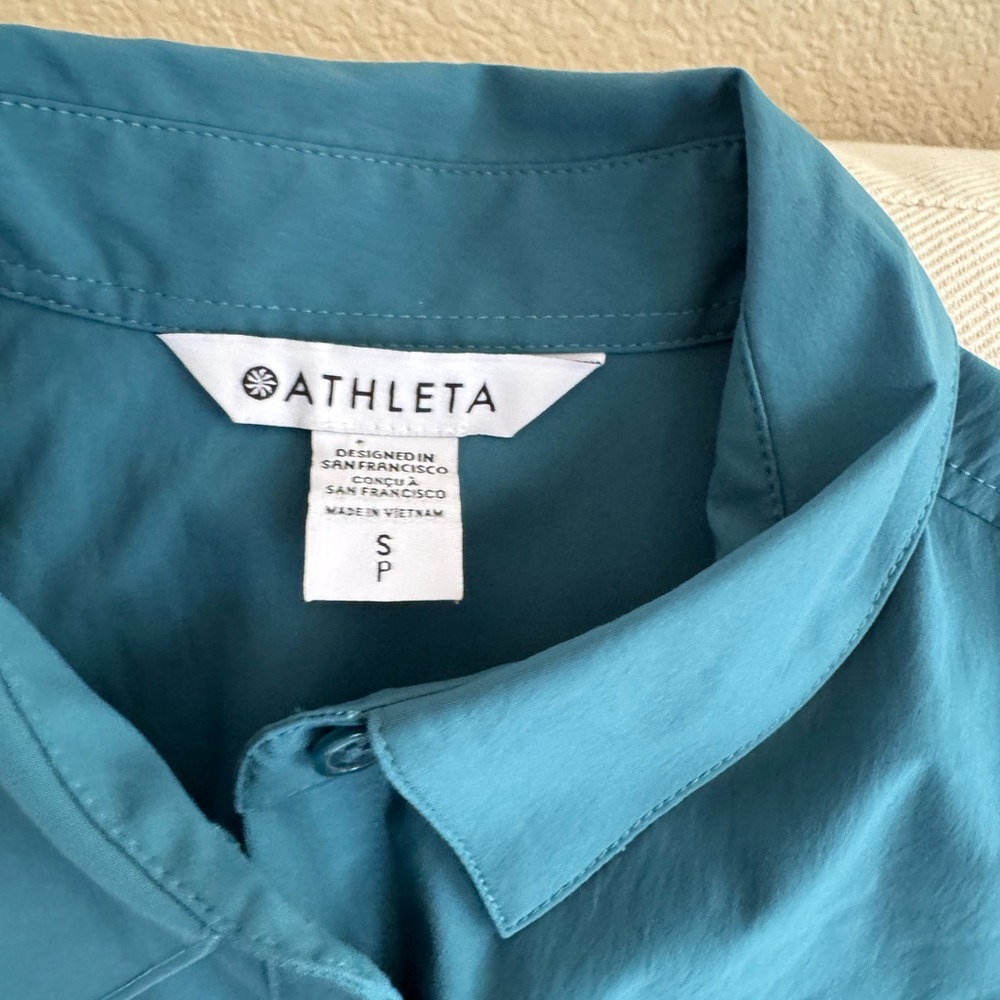 ATHLETA
DESIGNED IN
SAN FRANCISCO
CONÇU À
SAN FRANCISCO
MADE IN VIETNAM
S
P